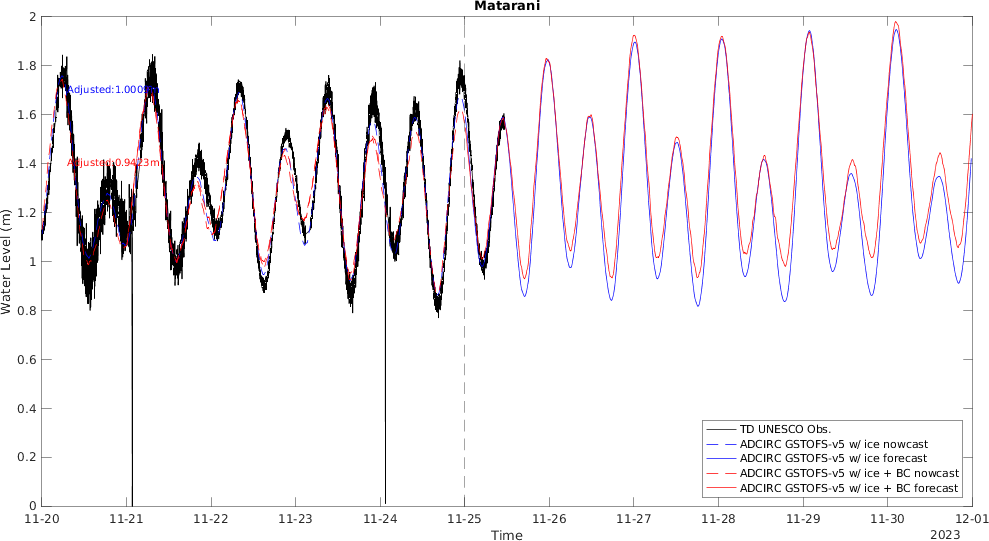 Matarani
2
1.8
1.6
1.4
1.2
1
0.8
0.6
0.4
0.2
0
Water Level (m)
Adjusted:1.0009m
Adjusted:0.9423m
TD UNESCO Obs.
ADCIRC GSTOFS-v5 w/ ice nowcast
ADCIRC GSTOFS-v5 w/ ice forecast
ADCIRC GSTOFS-v5 w/ ice + BC nowcast
ADCIRC GSTOFS-v5 w/ ice + BC forecast
11-20 11-21 11-22 11-23 11-24 11-25 11-26 11-27 11-28 11-29 11-30 12-01
Time
2023